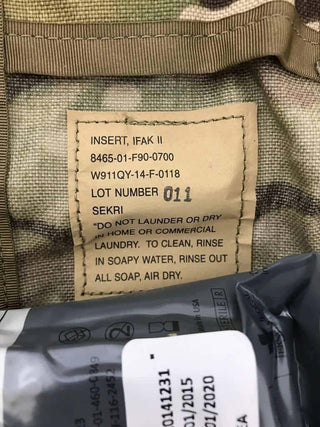 INSERT, IFAK II
8465-01-F90-0700
W911QY-14-F-0118
LOT NUMBER 011
SEKRI
"DO NOT LAUNDER OR DRY
IN HOME OR COMMERCIAL
LAUNDRY. TO CLEAN, RINSE
IN SOAPY WATER, RINSE OUT
ALL SOAP, AIR DRY.
USA
R
0141231
01/2015
01/2020
EA